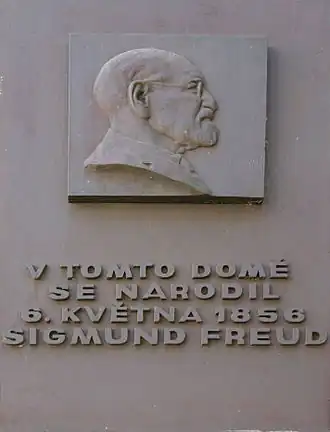 V TOMTO DOMĚ
SE NARODIL
6. KVĚTNA 1856
SIGMUND FREUD